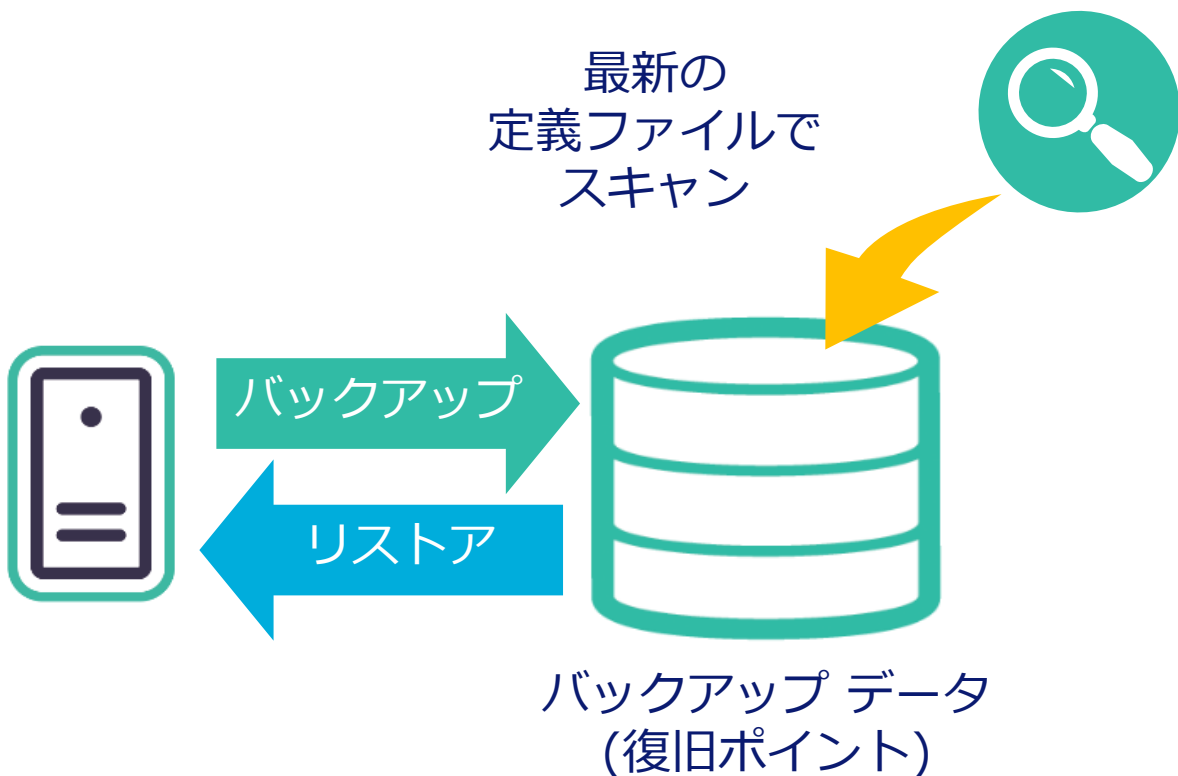 最新の
定義ファイルで
スキャン
バックアップ
リストア
バックアップ データ
(復旧ポイント)